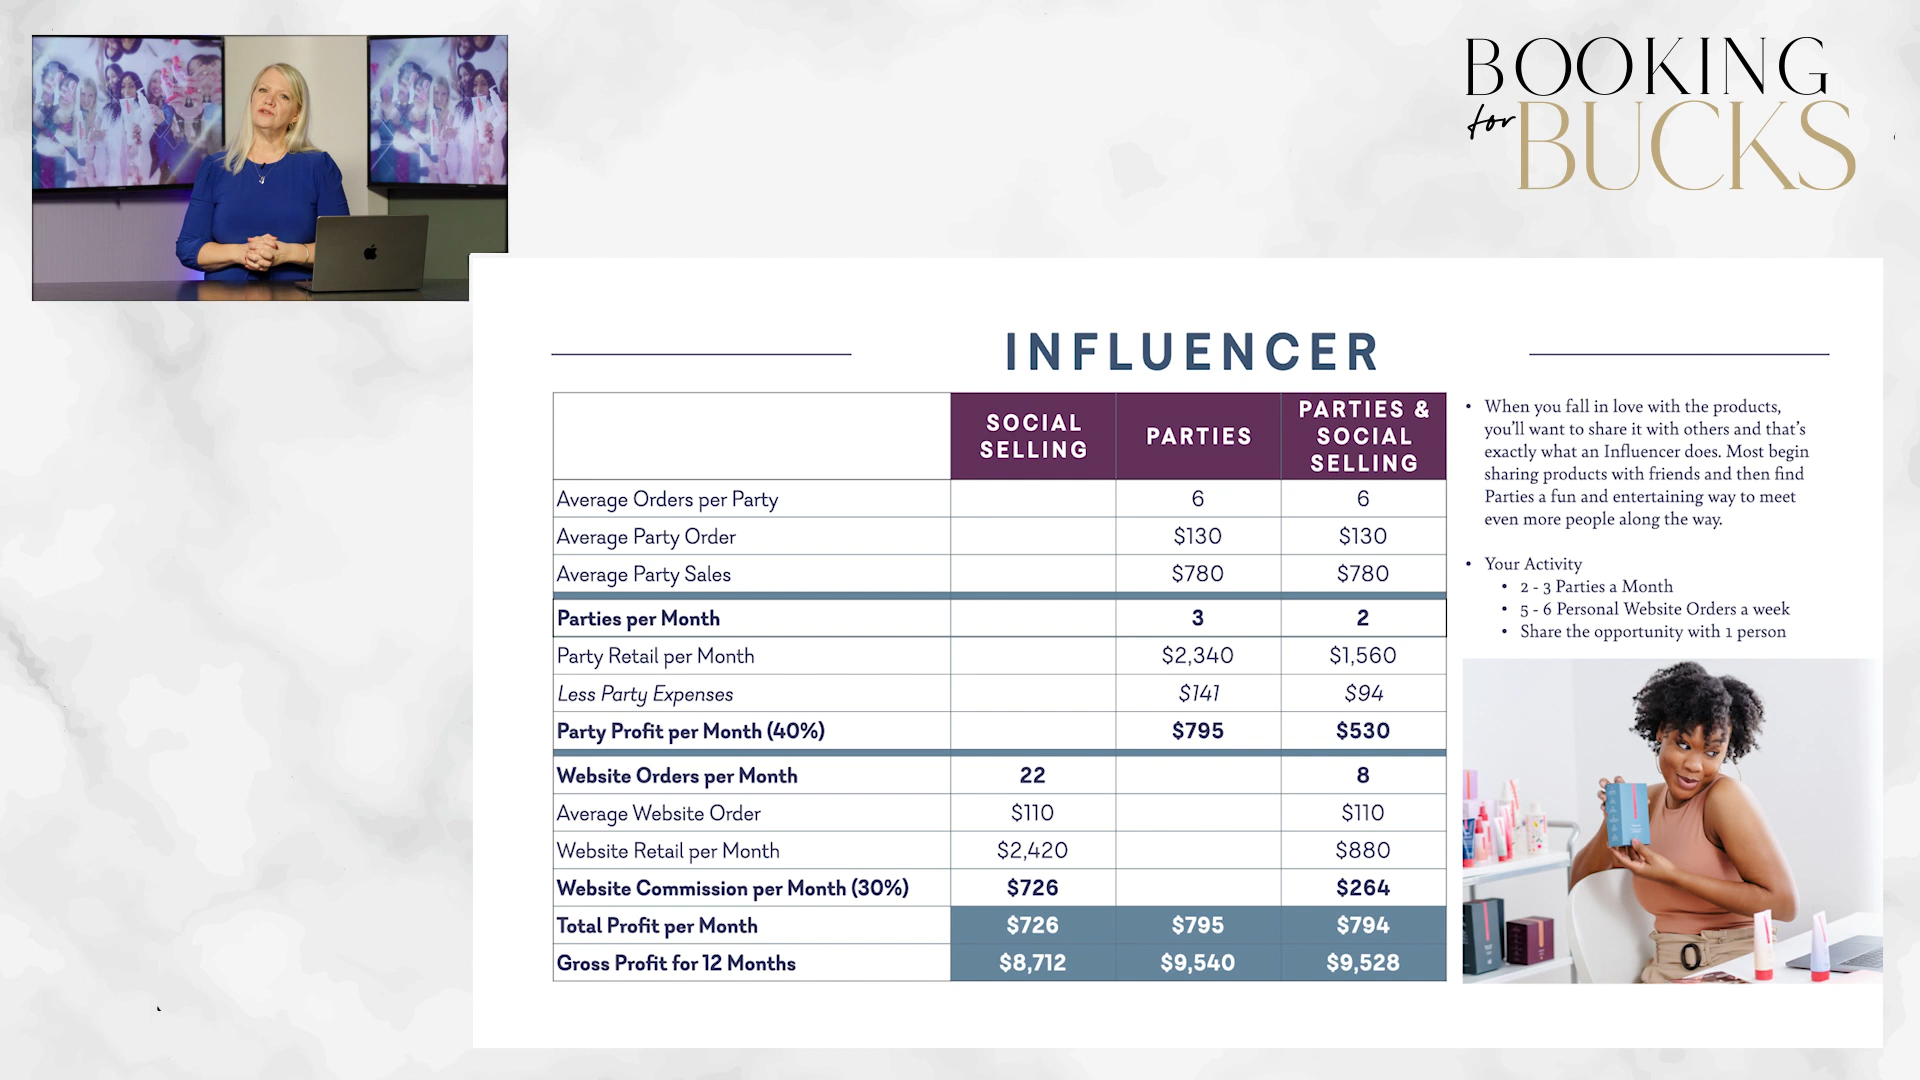 BOOKING
for BUCKS
INFLUENCER
SOCIAL SELLING PARTIES PARTIES & SOCIAL SELLING
Average Orders per Party 6 6
Average Party Order $130 $130
Average Party Sales $780 $780
Parties per Month 3 2
Party Retail per Month $2,340 $1,560
Less Party Expenses $141 $94
Party Profit per Month (40%) $795 $530
Website Orders per Month 22 8
Average Website Order $110 $110
Website Retail per Month $2,420 $880
Website Commission per Month (30%) $726 $264
Total Profit per Month $726 $795 $794
Gross Profit for 12 Months $8,712 $9,540 $9,528
• When you fall in love with the products,
you'll want to share it with others and that's
exactly what an Influencer does. Most begin
sharing products with friends and then find
Parties a fun and entertaining way to meet
even more people along the way.
• Your Activity
• 2 - 3 Parties a Month
• 5 - 6 Personal Website Orders a week
• Share the opportunity with 1 person